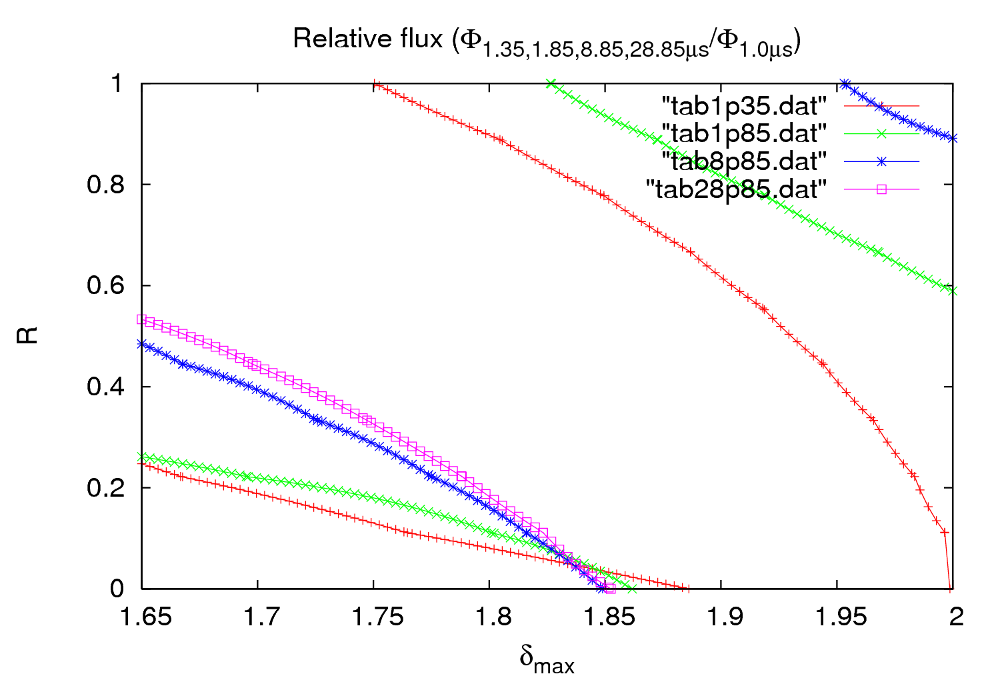 Relative flux (Φ1.35,1.85,8.85,28.85μs/Φ1.0μs)
1
"tab1p35.dat"
"tab1p85.dat"
"tab8p85.dat"
"tab28p85.dat"
0.8
0.6
R
0.4
0.2
0
1.65 1.7 1.75 1.8 1.85 1.9 1.95 2
δmax